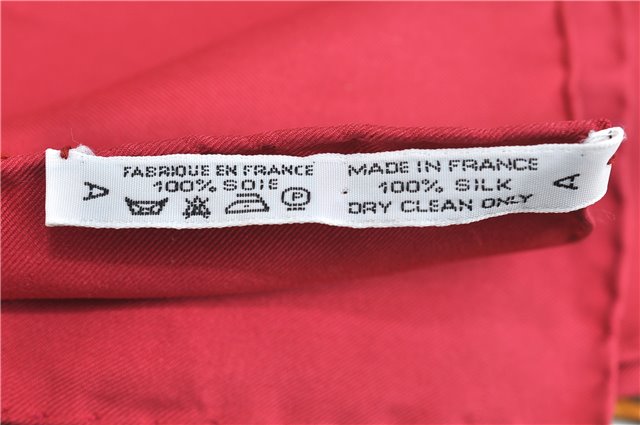 A
FABRIQUE EN FRANCE
100% SOIE
P
MADE IN FRANCE
100% SILK
DRY CLEAN ONLY
A